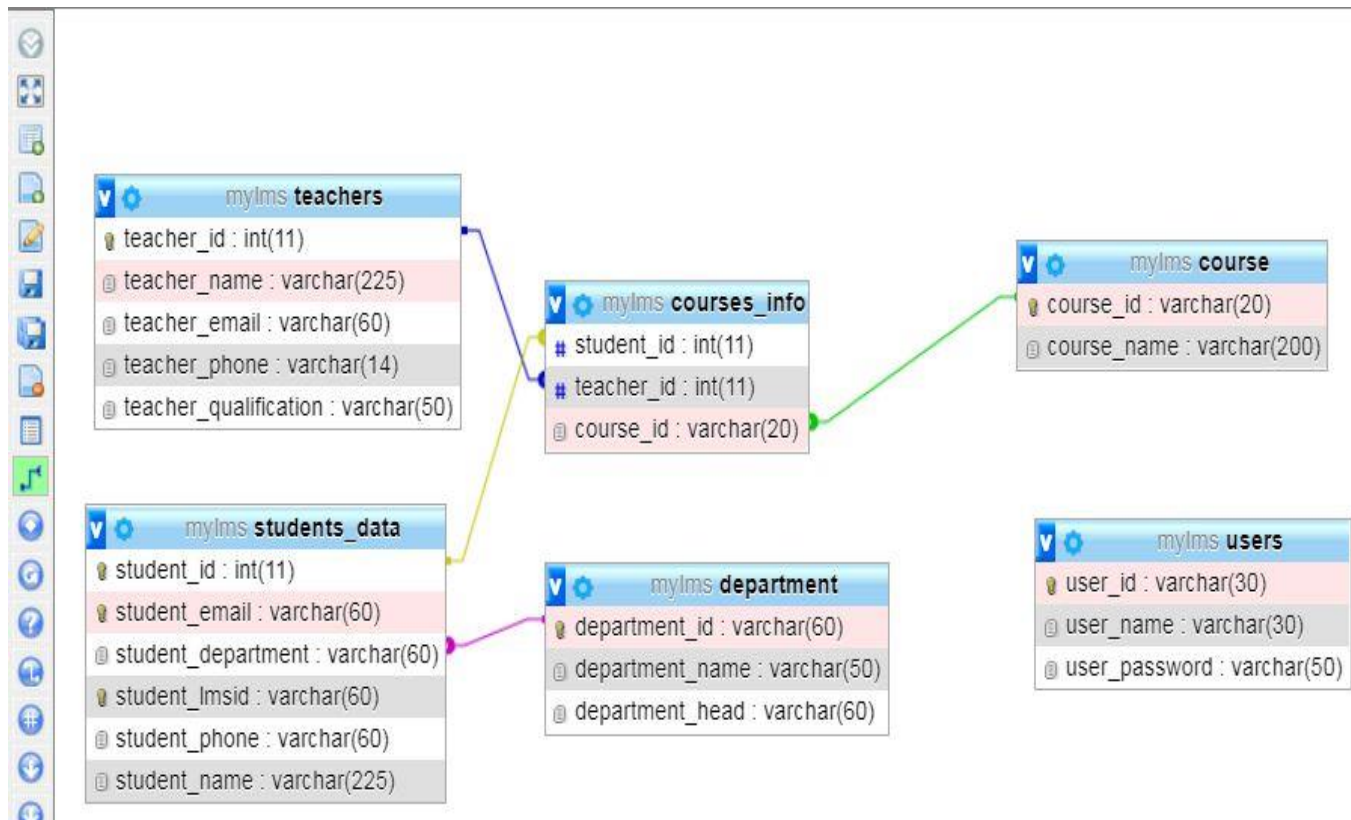 mylms teachers
teacher_id : int(11)
teacher_name : varchar(225)
teacher_email : varchar(60)
teacher_phone : varchar(14)
teacher_qualification : varchar(50)
mylms courses_info
# student_id : int(11)
# teacher_id : int(11)
course_id : varchar(20)
mylms course
course_id : varchar(20)
course_name : varchar(200)
mylms students_data
student_id : int(11)
student_email : varchar(60)
student_department : varchar(60)
student_lmsid : varchar(60)
student_phone : varchar(60)
student_name : varchar(225)
mylms department
department_id : varchar(60)
department_name : varchar(50)
department_head : varchar(60)
mylms users
user_id : varchar(30)
user_name : varchar(30)
user_password : varchar(50)